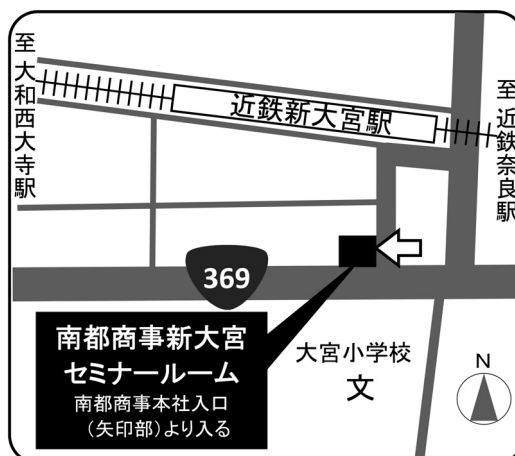 至 大和西大寺駅
近鉄新大宮駅
至 近鉄奈良駅
369
南都商事新大宮
セミナールーム
南都商事本社入口
（矢印部）より入る
大宮小学校
文
N